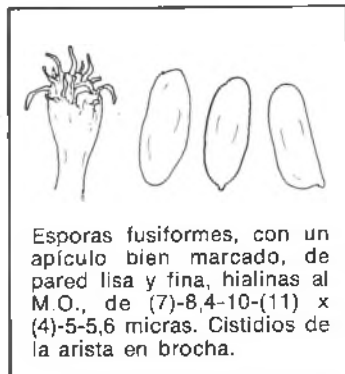 Esporas fusiformes, con un
apículo bien marcado, de
pared lisa y fina, hialinas al
M.O., de (7)-8,4-10-(11) x
(4)-5-5,6 micras. Cistidios de
la arista en brocha.